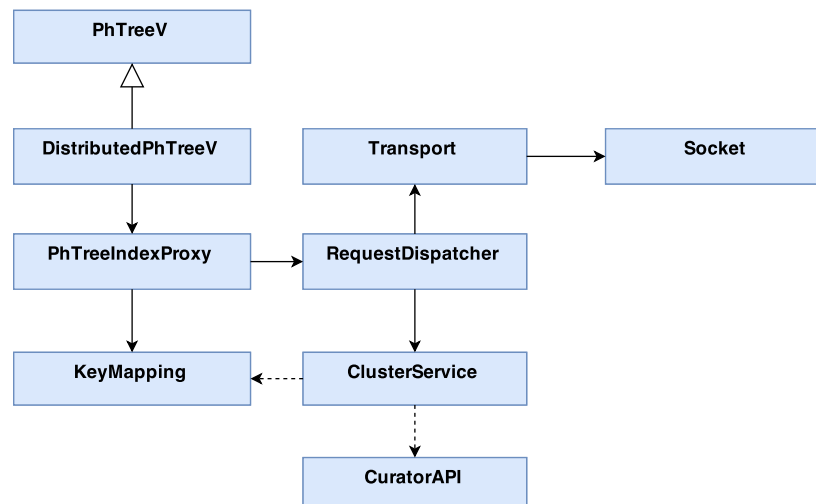 PhTreeV
DistributedPhTreeV
Transport
Socket
PhTreeIndexProxy
RequestDispatcher
KeyMapping
ClusterService
CuratorAPI